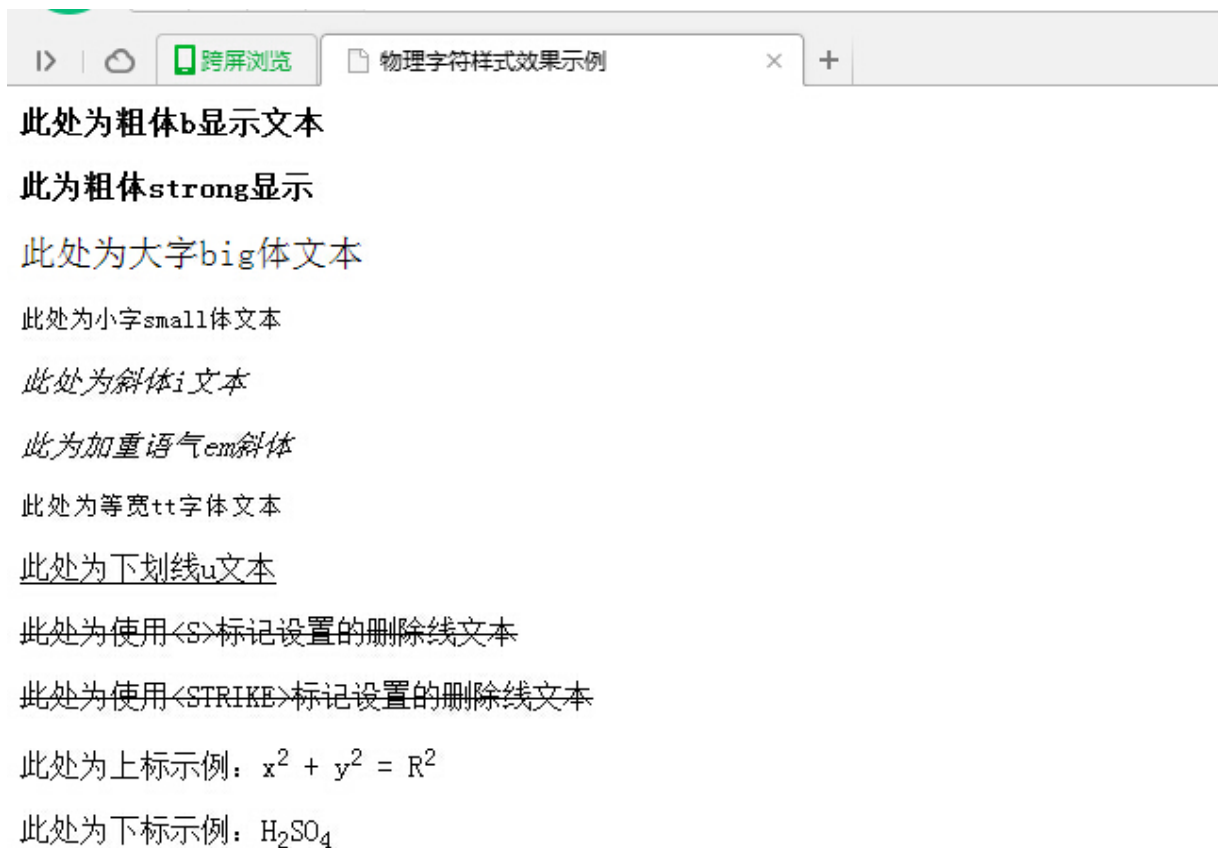 跨屏浏览 物理字符样式效果示例
此处为粗体b显示文本
此为粗体strong显示
此处为大字big体文本
此处为小字small体文本
此处为斜体i文本
此为加重语气em斜体
此处为等宽tt字体文本
此处为下划线u文本
此处为使用<S>标记设置的删除线文本
此处为使用<STRIKE>标记设置的删除线文本
此处为上标示例：x² + y² = R²
此处为下标示例：H₂SO₄